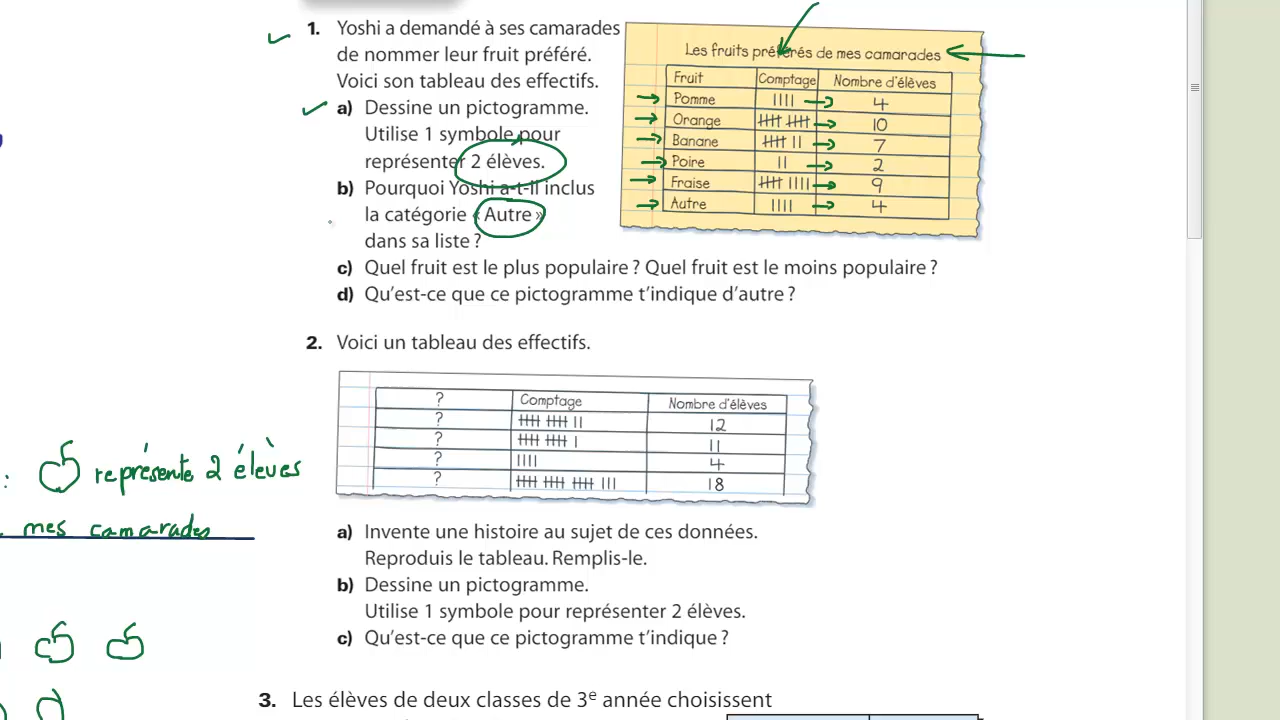 1. Yoshi a demandé à ses camarades
de nommer leur fruit préféré.
Voici son tableau des effectifs.
a) Dessine un pictogramme.
Utilise 1 symbole pour
représenter 2 élèves.
b) Pourquoi Yoshi a-t-il inclus
la catégorie « Autre »
dans sa liste ?
c) Quel fruit est le plus populaire ? Quel fruit est le moins populaire ?
d) Qu'est-ce que ce pictogramme t'indique d'autre ?
Les fruits préférés de mes camarades
Fruit Comptage Nombre d'élèves
Pomme 4
Orange 10
Banane 7
Poire 2
Fraise 9
Autre 4
2. Voici un tableau des effectifs.
? Comptage Nombre d'élèves
? 12
? 11
? 4
? 18
: représente 2 élèves
mes camarades
a) Invente une histoire au sujet de ces données.
Reproduis le tableau. Remplis-le.
b) Dessine un pictogramme.
Utilise 1 symbole pour représenter 2 élèves.
c) Qu'est-ce que ce pictogramme t'indique ?
3. Les élèves de deux classes de 3e année choisissent